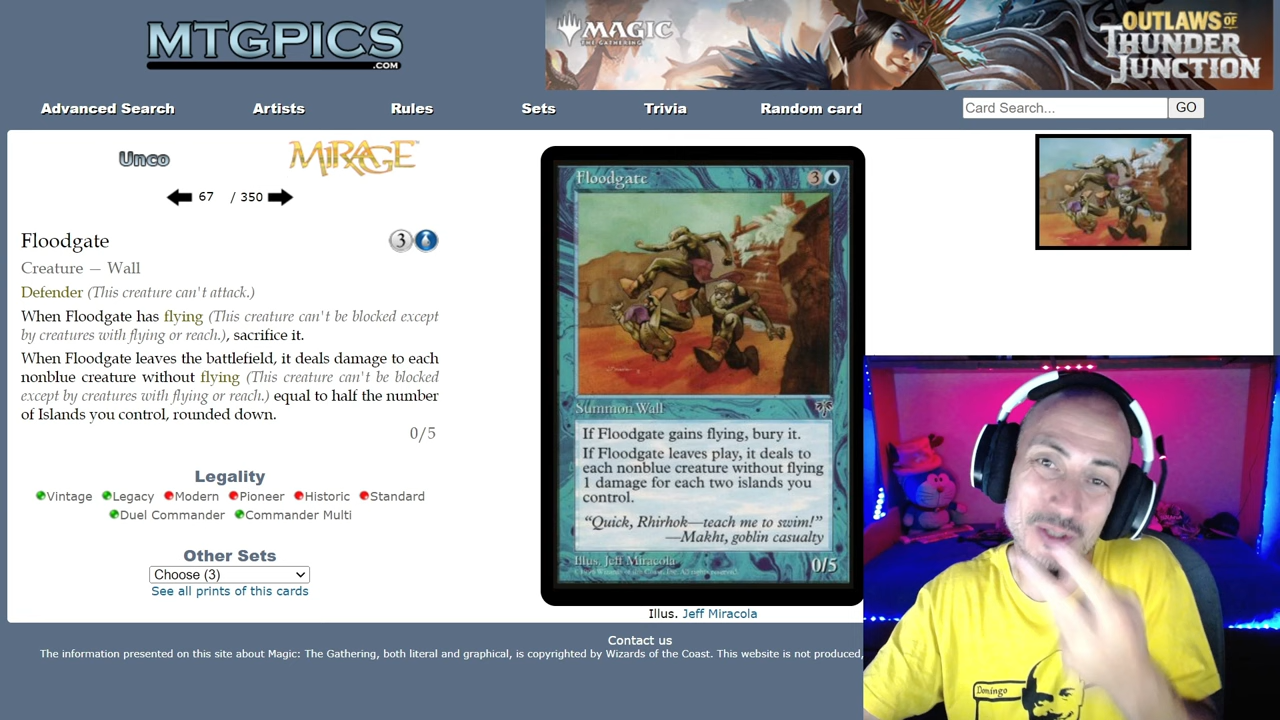 MTGPICS
.COM
MAGIC
THE GATHERING
OUTLAWS OF
THUNDER
JUNCTION
Advanced Search
Artists
Rules
Sets
Trivia
Random card
Card Search...
GO
Unco
MIRAGE
67 / 350
Floodgate
3
Creature — Wall
Defender (This creature can't attack.)
When Floodgate has flying (This creature can't be blocked except
by creatures with flying or reach.), sacrifice it.
When Floodgate leaves the battlefield, it deals damage to each
nonblue creature without flying (This creature can't be blocked
except by creatures with flying or reach.) equal to half the number
of Islands you control, rounded down.
0/5
Legality
Vintage Legacy Modern Pioneer Historic Standard
Duel Commander Commander Multi
Other Sets
Choose (3)
See all prints of this cards
Floodgate
3
Summon Wall
If Floodgate gains flying, bury it.
If Floodgate leaves play, it deals to
each nonblue creature without flying
1 damage for each two islands you
control.
“Quick, Rhirhok—teach me to swim!”
—Makht, goblin casualty
Illus. Jeff Miracola
0/5
Illus. Jeff Miracola
Contact us
The information presented on this site about Magic: The Gathering, both literal and graphical, is copyrighted by Wizards of the Coast. This website is not produced,
Domingo